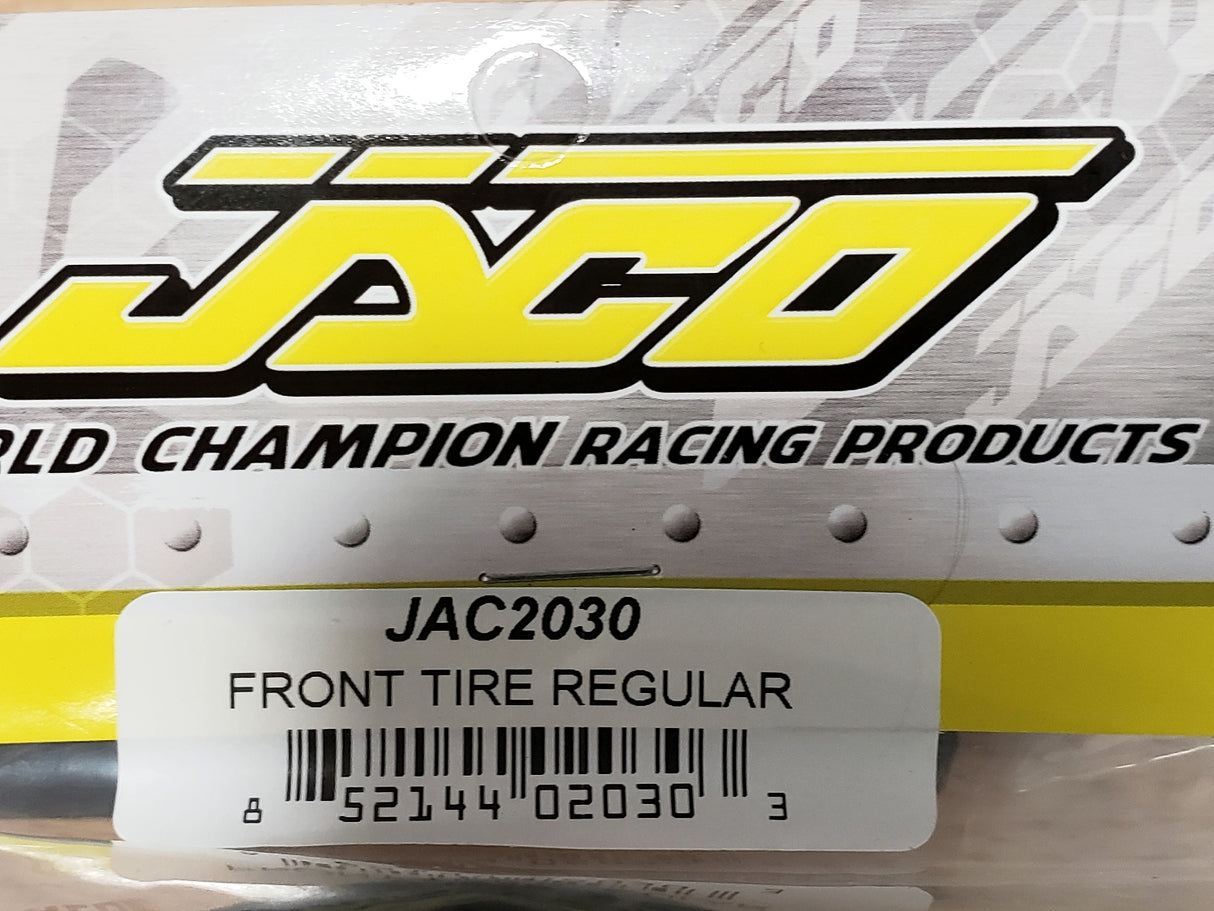 JACO
RLD CHAMPION RACING PRODUCTS
JAC2030
FRONT TIRE REGULAR
8 52144 02030 3